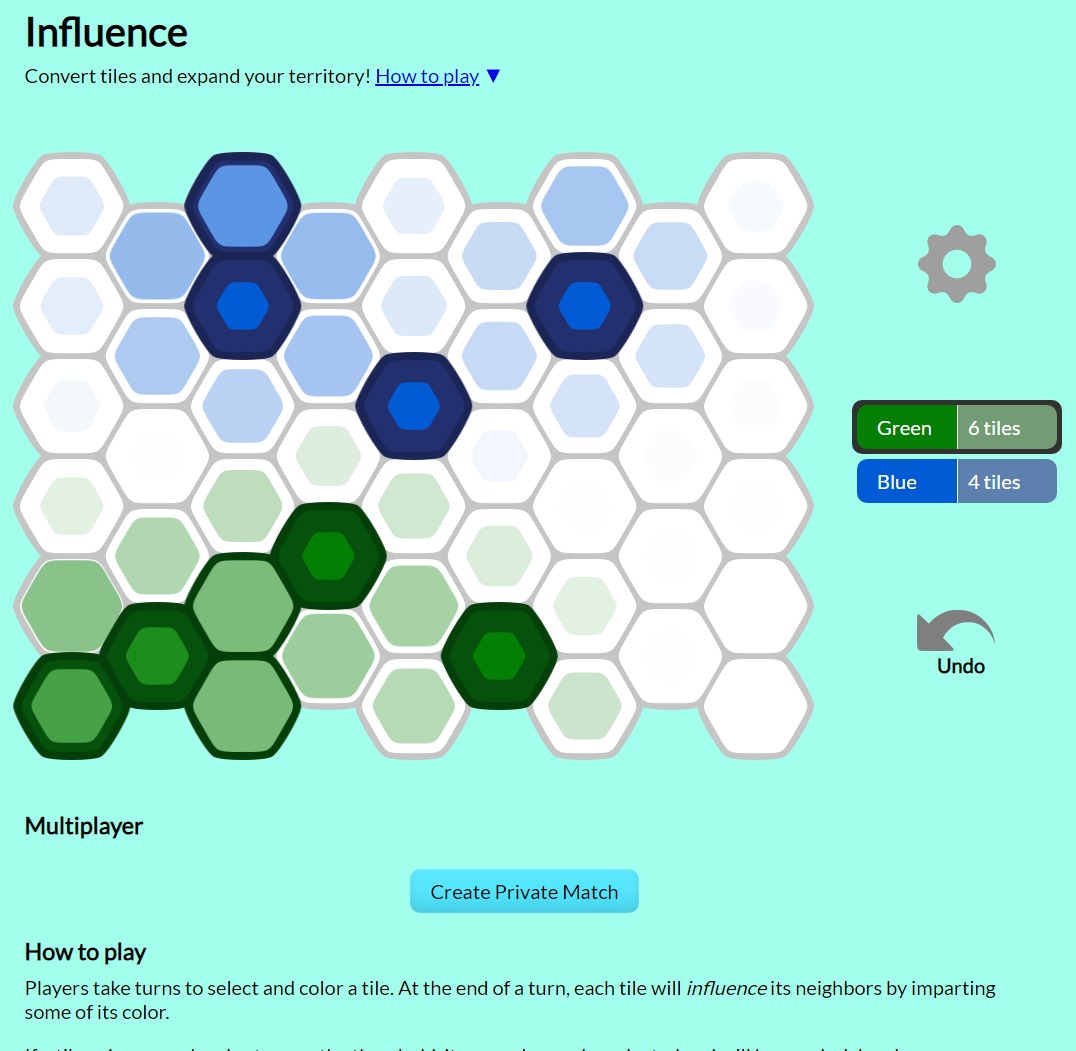 Influence
Convert tiles and expand your territory! How to play ▼
Green 6 tiles
Blue 4 tiles
Undo
Multiplayer
Create Private Match
How to play
Players take turns to select and color a tile. At the end of a turn, each tile will influence its neighbors by imparting
some of its color.